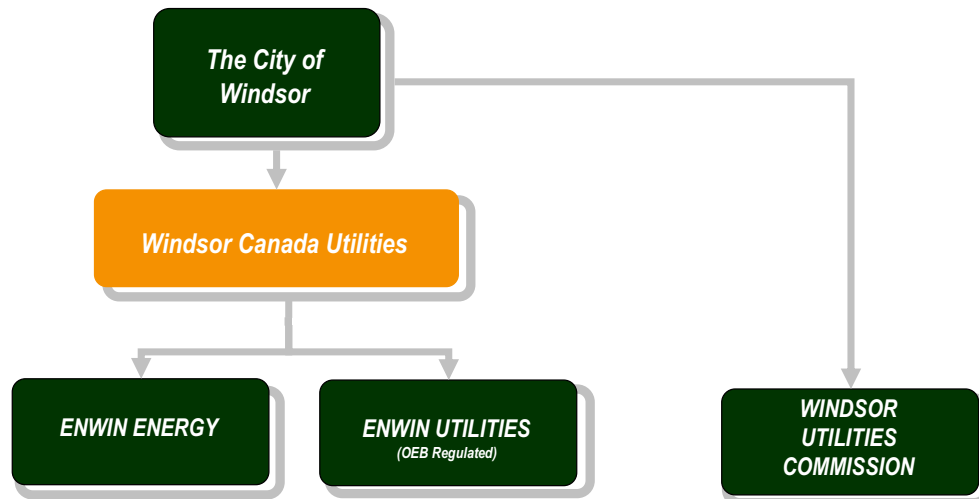 The City of
Windsor
Windsor Canada Utilities
ENWIN ENERGY
ENWIN UTILITIES
(OEB Regulated)
WINDSOR
UTILITIES
COMMISSION